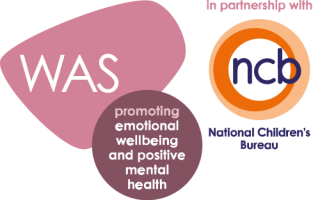 WAS
promoting
emotional
wellbeing
and positive
mental
health
in partnership with
ncb
National Children's
Bureau